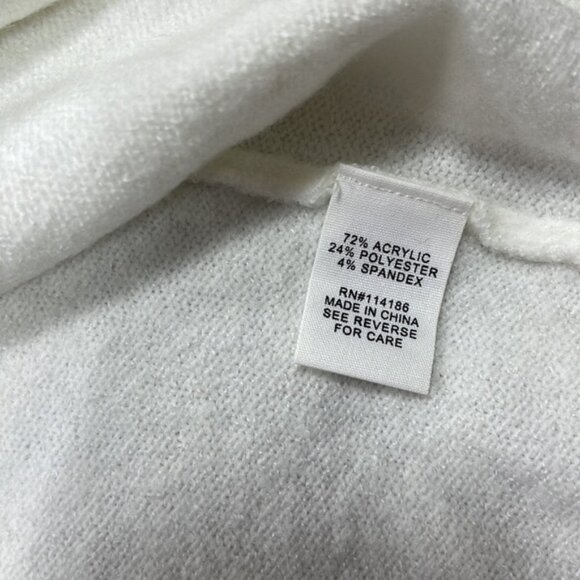 72% ACRYLIC
24% POLYESTER
4% SPANDEX
RN#114186
MADE IN CHINA
SEE REVERSE
FOR CARE